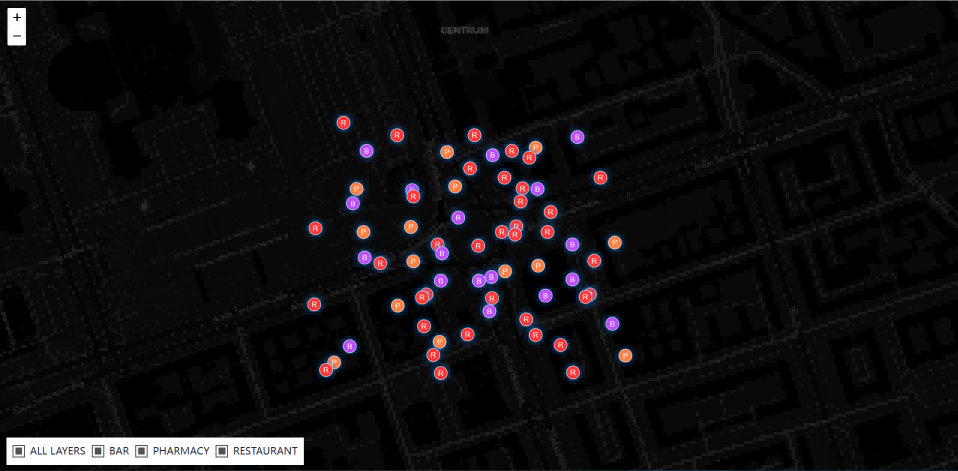 +
CENTRUM
−
R
R R B
B P B R P R
R R R
P B R P R B
B R
B R
R P P R R R R
R R B B P
B R P B R
P P
B B B B
R P R R B R R
B
R R B
R R
P R
B R P
P R
R R
ALL LAYERS BAR PHARMACY RESTAURANT